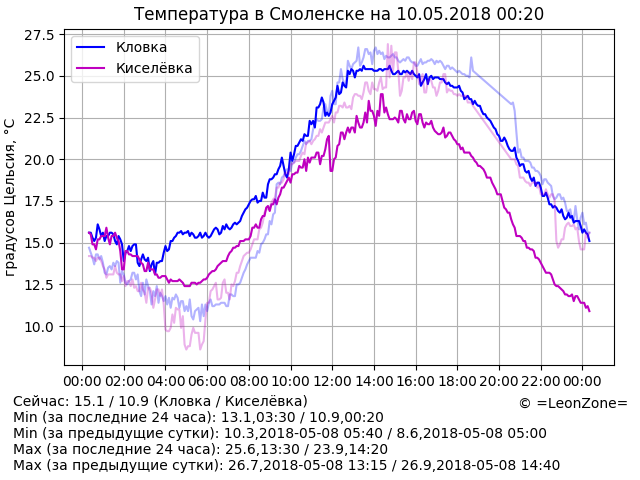 Температура в Смоленске на 10.05.2018 00:20
27.5
25.0
22.5
20.0
17.5
15.0
12.5
10.0
градусов Цельсия, °C
Кловка
Киселёвка
00:00 02:00 04:00 06:00 08:00 10:00 12:00 14:00 16:00 18:00 20:00 22:00 00:00
Сейчас: 15.1 / 10.9 (Кловка / Киселёвка)
© =LeonZone=
Min (за последние 24 часа): 13.1,03:30 / 10.9,00:20
Min (за предыдущие сутки): 10.3,2018-05-08 05:40 / 8.6,2018-05-08 05:00
Max (за последние 24 часа): 25.6,13:30 / 23.9,14:20
Max (за предыдущие сутки): 26.7,2018-05-08 13:15 / 26.9,2018-05-08 14:40